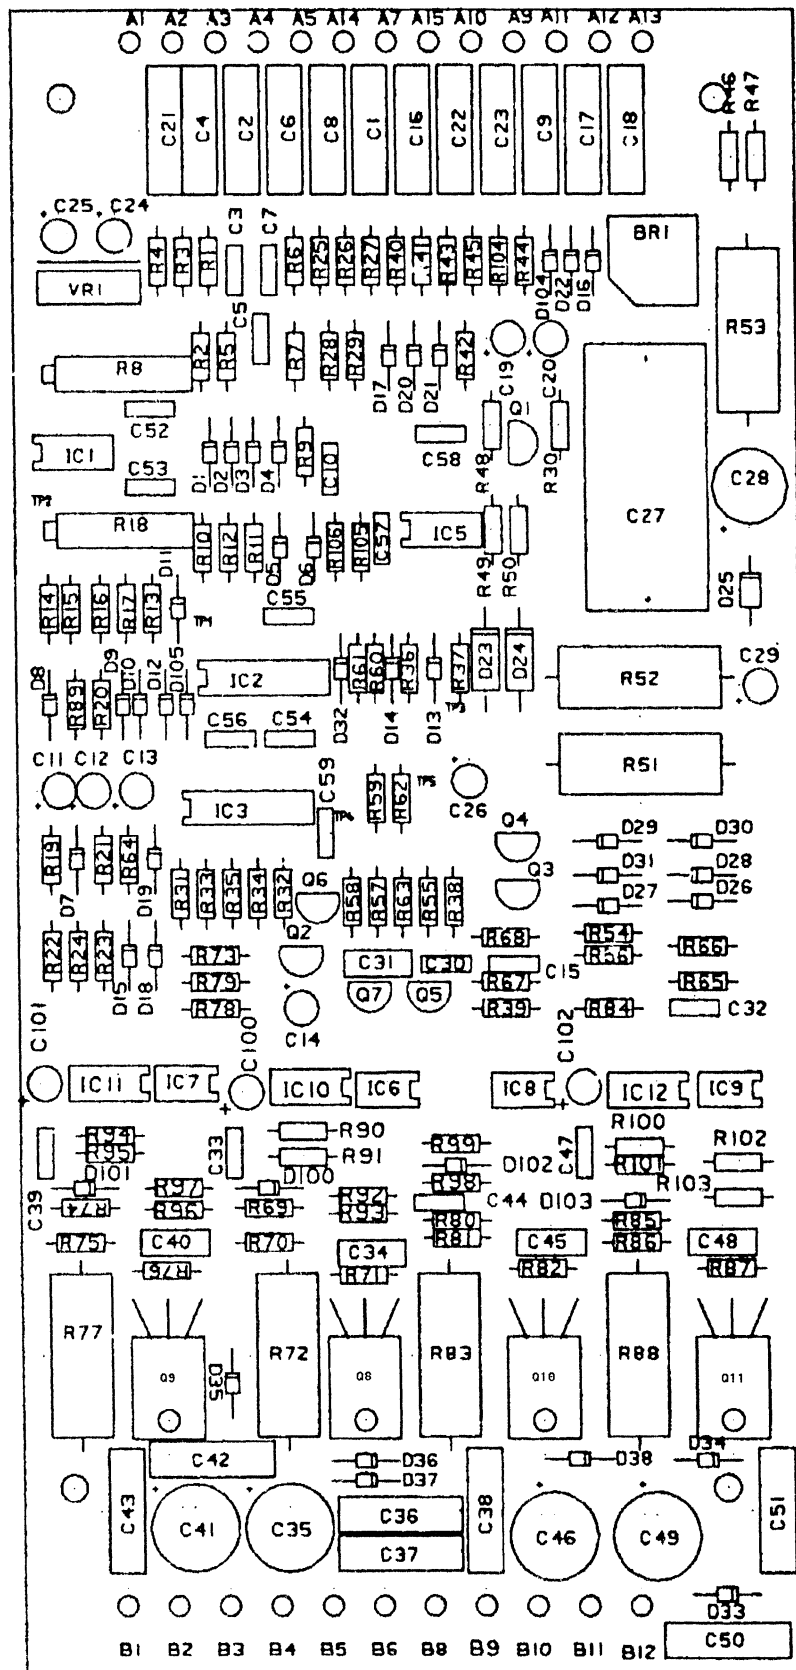 A1 A2 A3 A4 A5 A14 A7 A15 A10 A9 A11 A12 A13
R46 R47
C21 C4 C2 C6 C8 C1 C16 C22 C23 C9 C17 C18
C25 C24 C3 C7
R4 R3 R1 R6 R25 R26 R27 R40 R43 R45 R104 R44 D104 D22 D16 BR1
VR1
R53
C5
R8 R2 R5 R7 R28 R29 D17 D20 D21 R42 C19 C20
C52 Q1
IC1 D1 D2 D3 D4 R9 C10 C58 R48 R30
C53 C28
TP2
R18 R10 R12 R11 D5 D6 R106 R105 C57 IC5 R49 R50 C27
D11
R14 R15 R16 R17 R13 TP1 C55 D25
D8 R89 R20 D9 D10 D12 D105 IC2 D32 R61 R60 D14 R36 D13 R37 TP3 D23 D24 R52 C29
C56 C54
C11 C12 C13 IC3 C59 TP6 R59 R62 TP5 C26 R51
R19 D7 R21 R64 D19 R31 R33 R35 R34 R32 Q6 R58 R57 R63 R55 R38 Q4 Q3 D29 D30
D31 D28
D27 D26
R22 R24 R23 D15 D18 R73 Q2 C31 C30 R68 C15 R54 R66
R56
R79 Q7 Q5 R67 R65
R78 C14 R39 R84 C32
C101 C100 C102
IC11 IC7 IC10 IC6 IC8 IC12 IC9
C39 R94 C33 R90 R99 C47 R100 R102
R95 R91 D102 R101
D101 D100 R98 R103
R74 R97 R69 R92 C44 D103
R96 R93 R80 R85
R75 C40 R70 C34 R81 C45 R86 C48
R76 R71 R82 R87
R77 R72 R83 R88
Q9 D35 Q8 Q10 Q11
C42 D36 D38 D34
D37
C43 C41 C35 C36 C38 C46 C49 C51
C37
D33
B1 B2 B3 B4 B5 B6 B8 B9 B10 B11 B12 C50